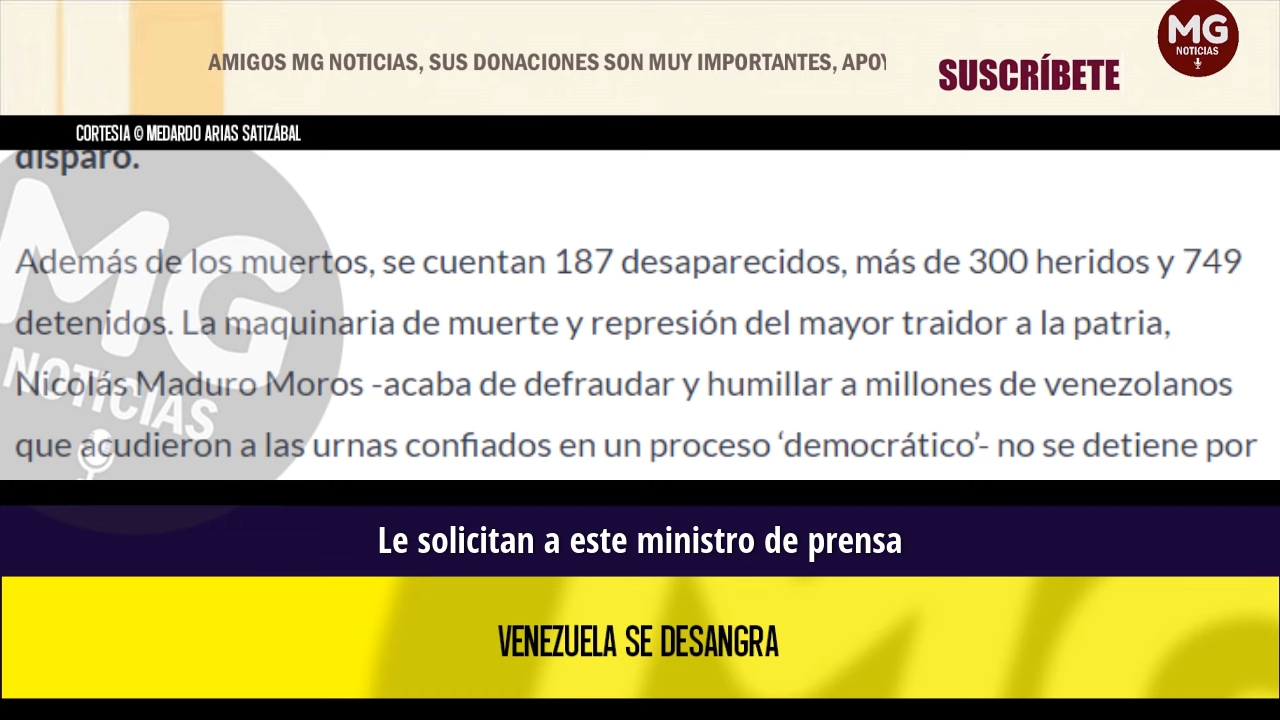 AMIGOS MG NOTICIAS, SUS DONACIONES SON MUY IMPORTANTES, APOY
SUSCRÍBETE
MG
NOTICIAS
CORTESIA © MEDARDO ARIAS SATIZÁBAL
disparo.
Además de los muertos, se cuentan 187 desaparecidos, más de 300 heridos y 749
detenidos. La maquinaria de muerte y represión del mayor traidor a la patria,
Nicolás Maduro Moros -acaba de defraudar y humillar a millones de venezolanos
que acudieron a las urnas confiados en un proceso ‘democrático’- no se detiene por
MG
NOTICIAS
Le solicitan a este ministro de prensa
VENEZUELA SE DESANGRA